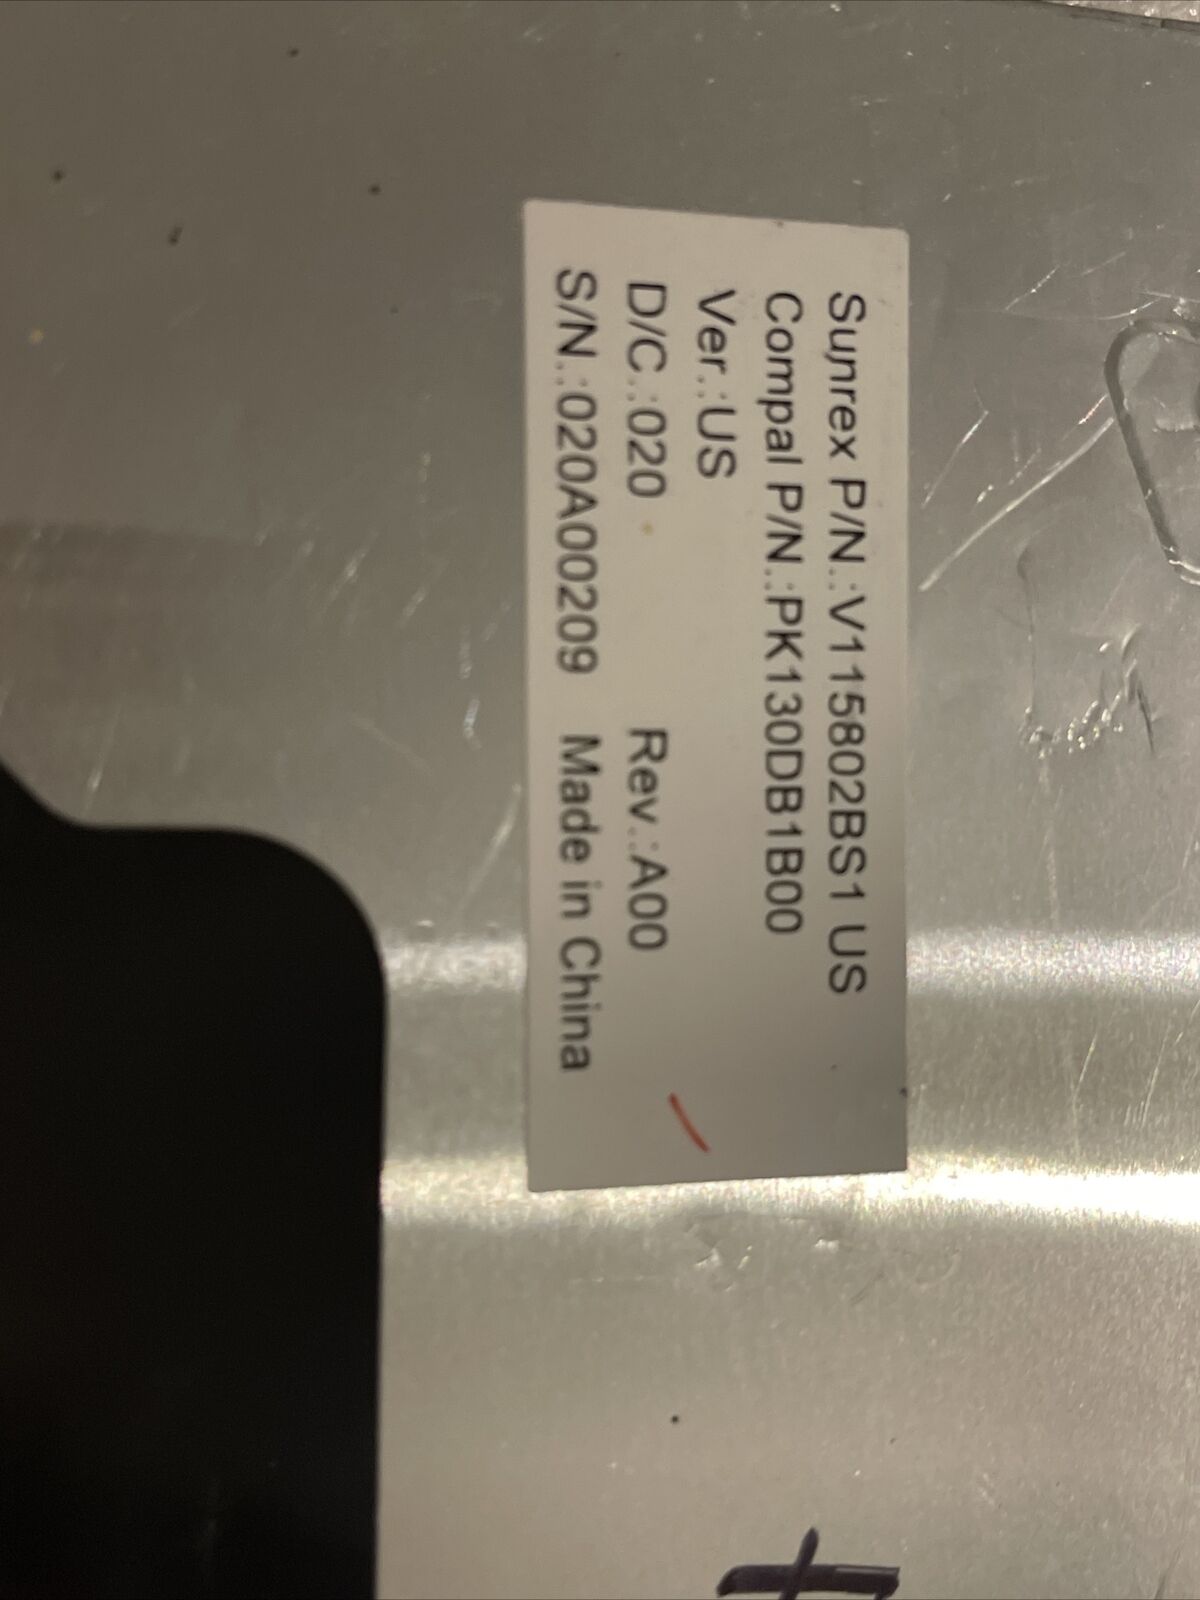 Sunrex P/N.:V115802BS1 US
Compal P/N.:PK130DB1B00
Ver.:US
D/C.:020 Rev.:A00
S/N.:020A00209 Made in China